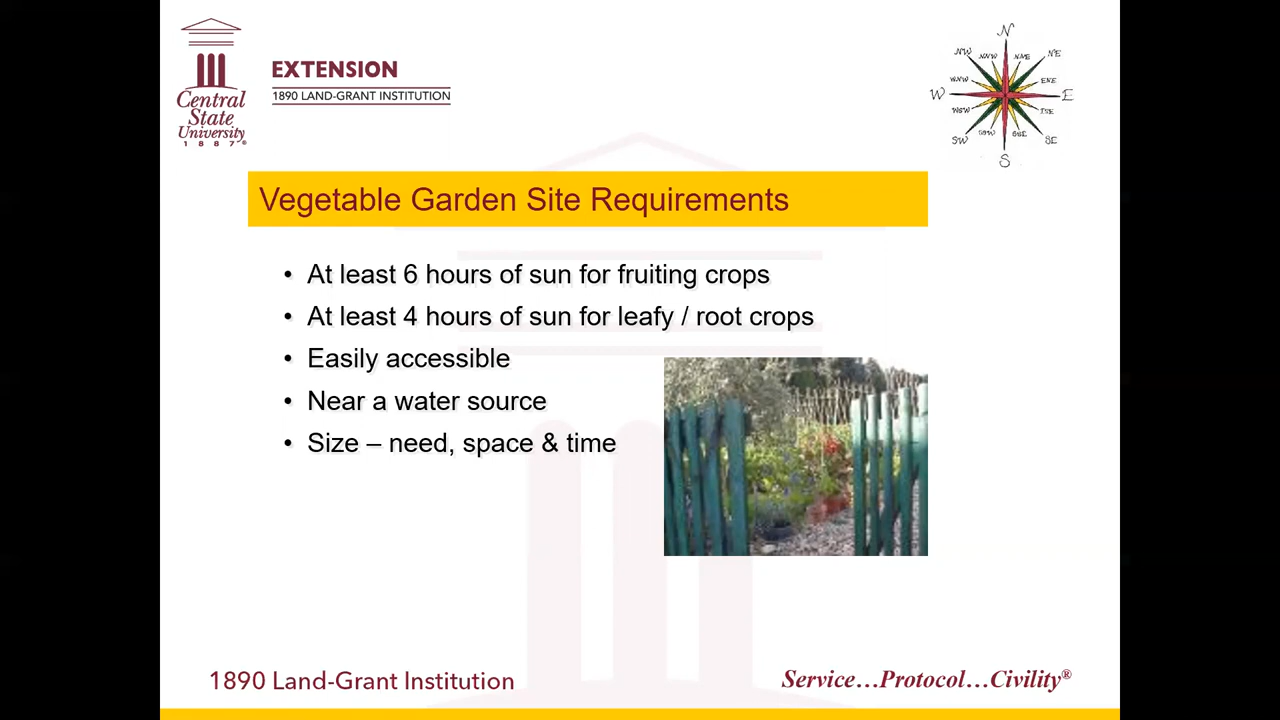 Central
State
University
1887®
EXTENSION
1890 LAND-GRANT INSTITUTION
N
NW
NNW
NNE
NE
WNW
ENE
W
E
WSW
ESE
SW
SSW
SSE
SE
S
Vegetable Garden Site Requirements
• At least 6 hours of sun for fruiting crops
• At least 4 hours of sun for leafy / root crops
• Easily accessible
• Near a water source
• Size – need, space & time
1890 Land-Grant Institution
Service…Protocol…Civility®